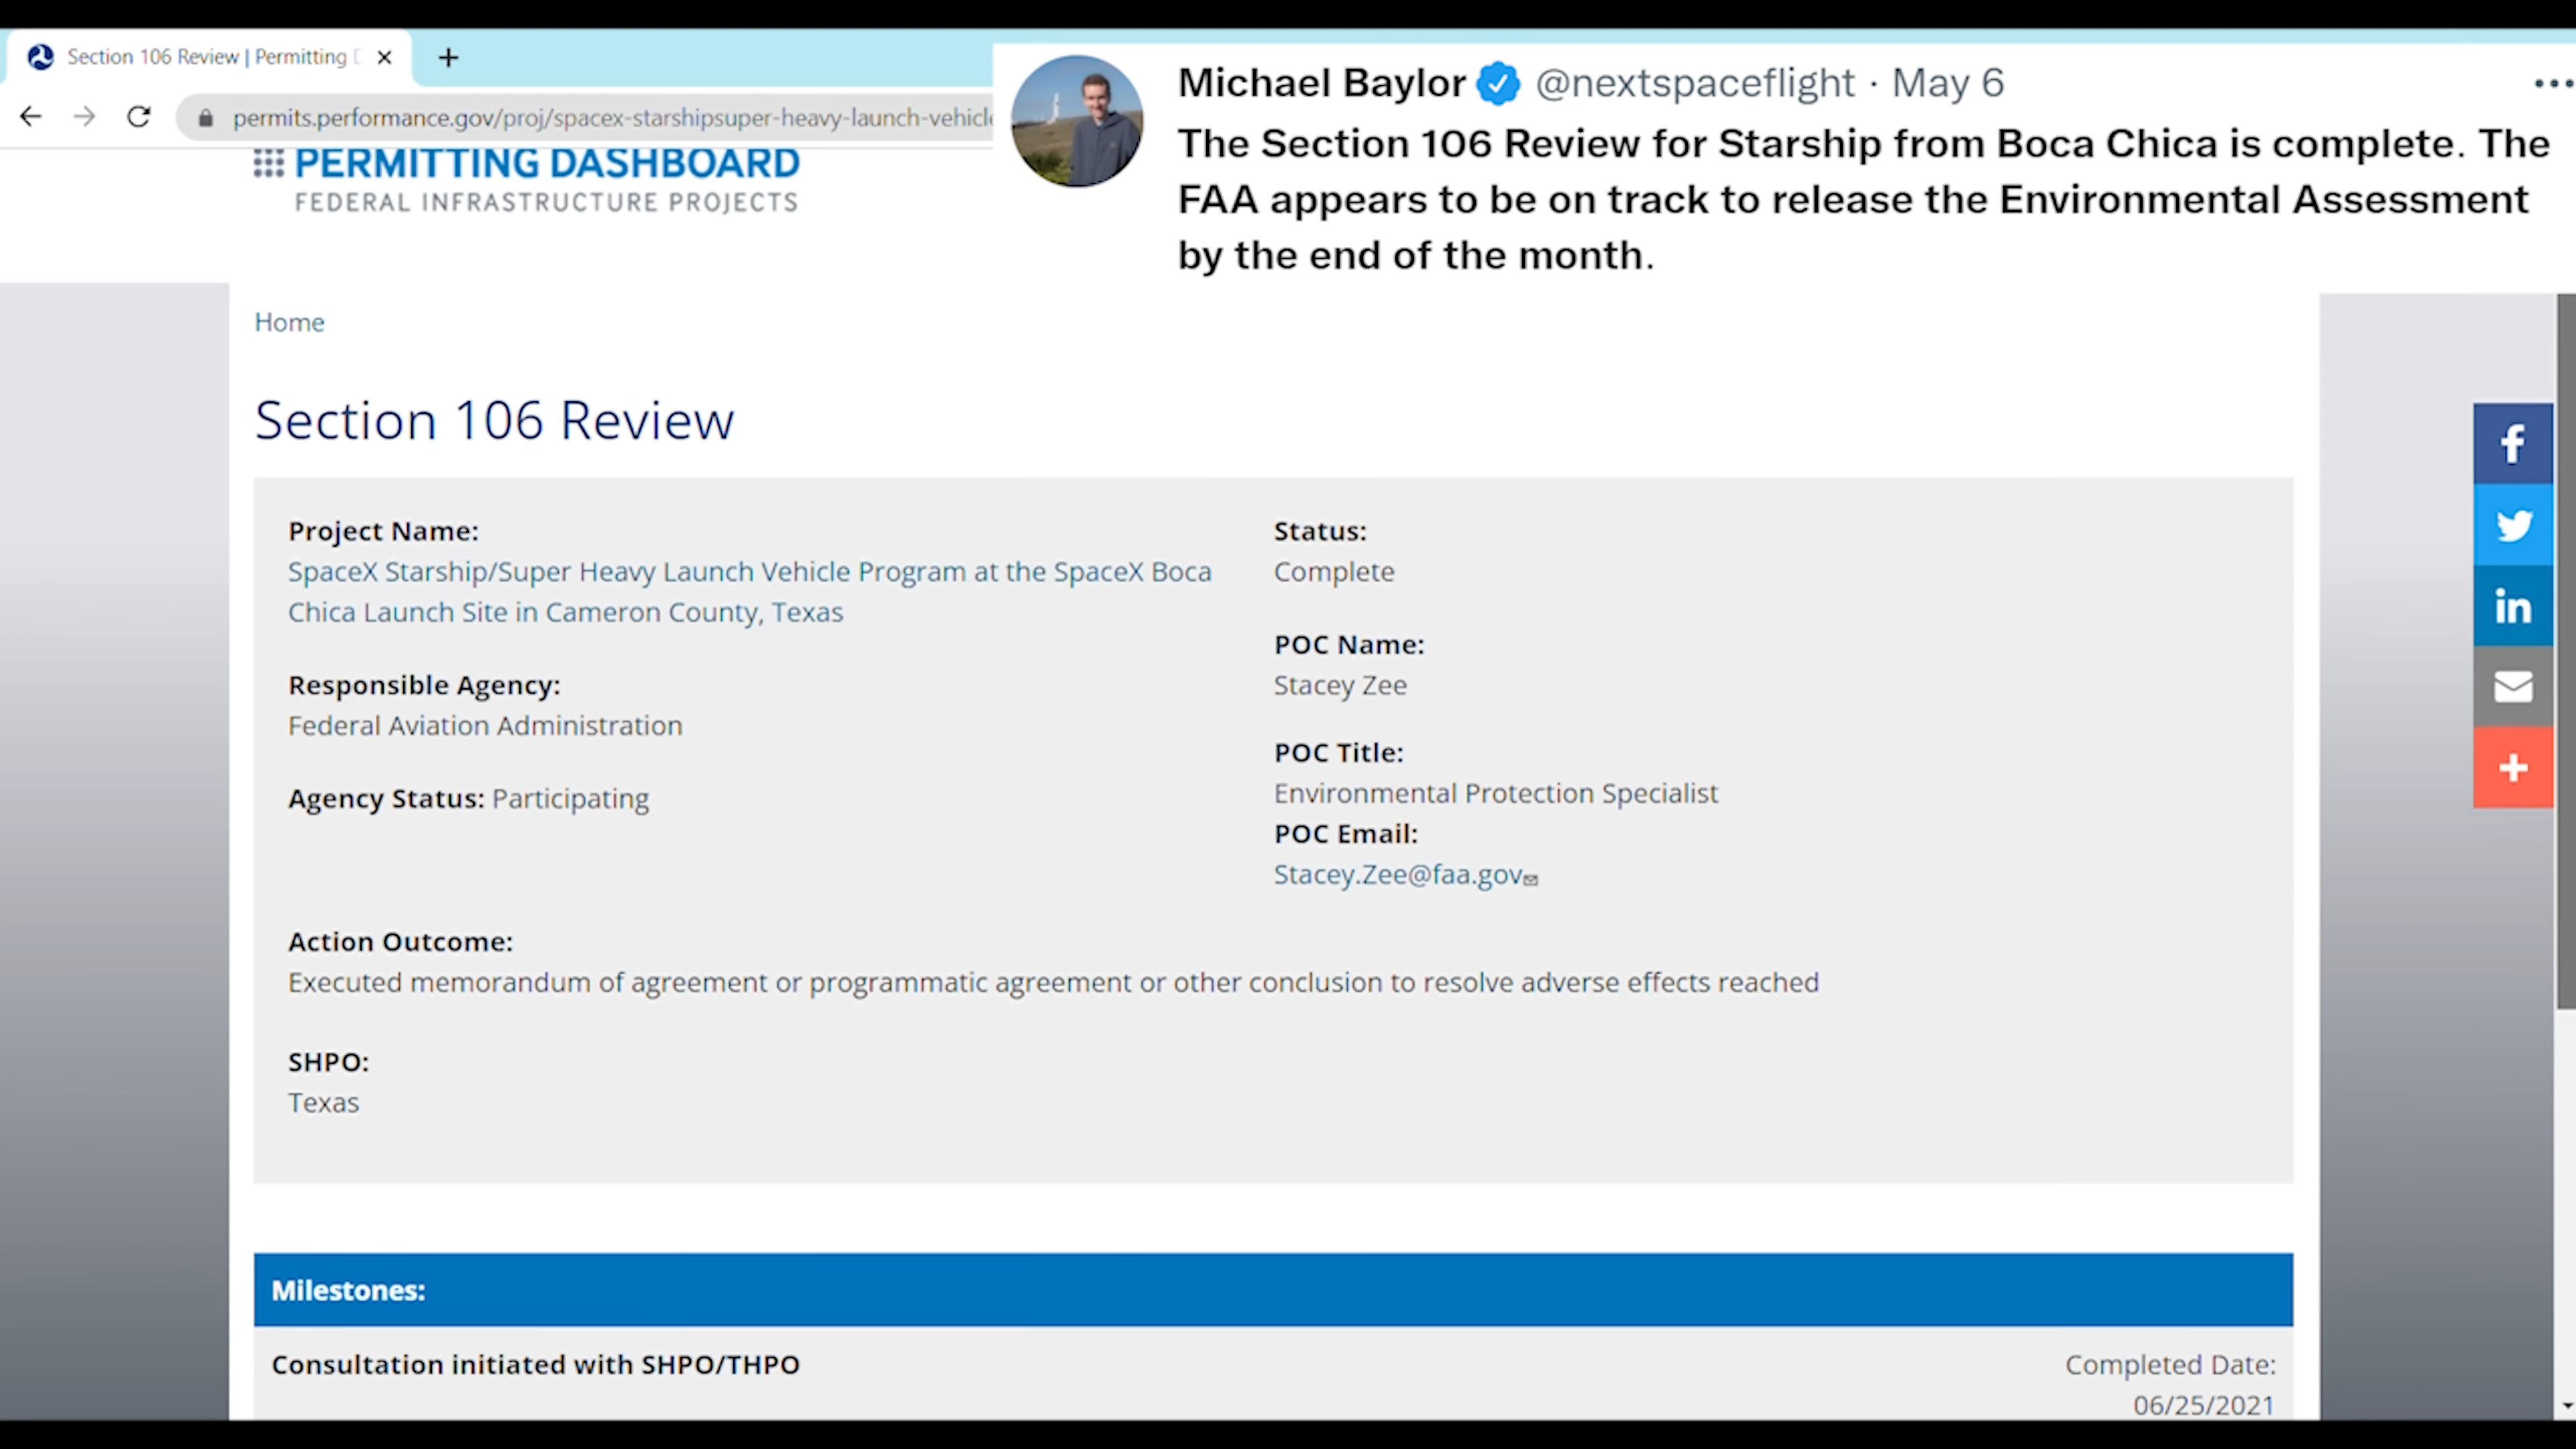 Section 106 Review | Permitting
permits.performance.gov/proj/spacex-starshipsuper-heavy-launch-vehicle
Michael Baylor @nextspaceflight · May 6
The Section 106 Review for Starship from Boca Chica is complete. The
FAA appears to be on track to release the Environmental Assessment
by the end of the month.
PERMITTING DASHBOARD
FEDERAL INFRASTRUCTURE PROJECTS
Home
Section 106 Review
Project Name:
SpaceX Starship/Super Heavy Launch Vehicle Program at the SpaceX Boca
Chica Launch Site in Cameron County, Texas
Responsible Agency:
Federal Aviation Administration
Agency Status: Participating
Status:
Complete
POC Name:
Stacey Zee
POC Title:
Environmental Protection Specialist
POC Email:
Stacey.Zee@faa.gov
Action Outcome:
Executed memorandum of agreement or programmatic agreement or other conclusion to resolve adverse effects reached
SHPO:
Texas
Milestones:
Consultation initiated with SHPO/THPO
Completed Date:
06/25/2021